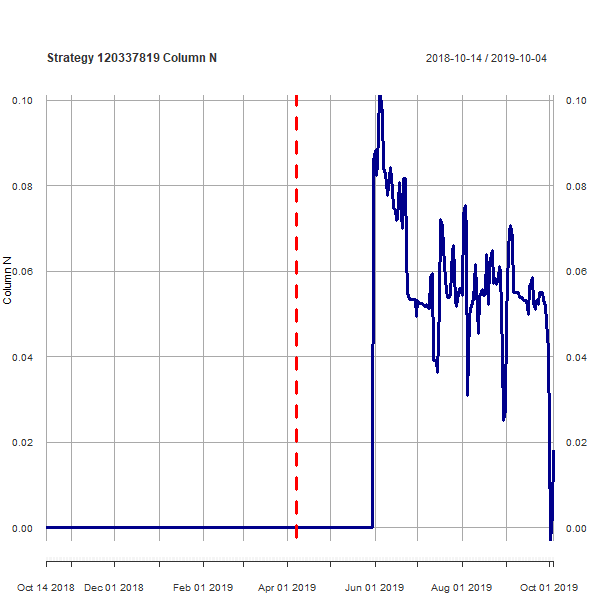 Strategy 120337819 Column N
2018-10-14 / 2019-10-04
0.10
0.10
0.08
0.08
0.06
0.06
Column N
0.04
0.04
0.02
0.02
0.00
0.00
Oct 14 2018
Dec 01 2018
Feb 01 2019
Apr 01 2019
Jun 01 2019
Aug 01 2019
Oct 01 2019